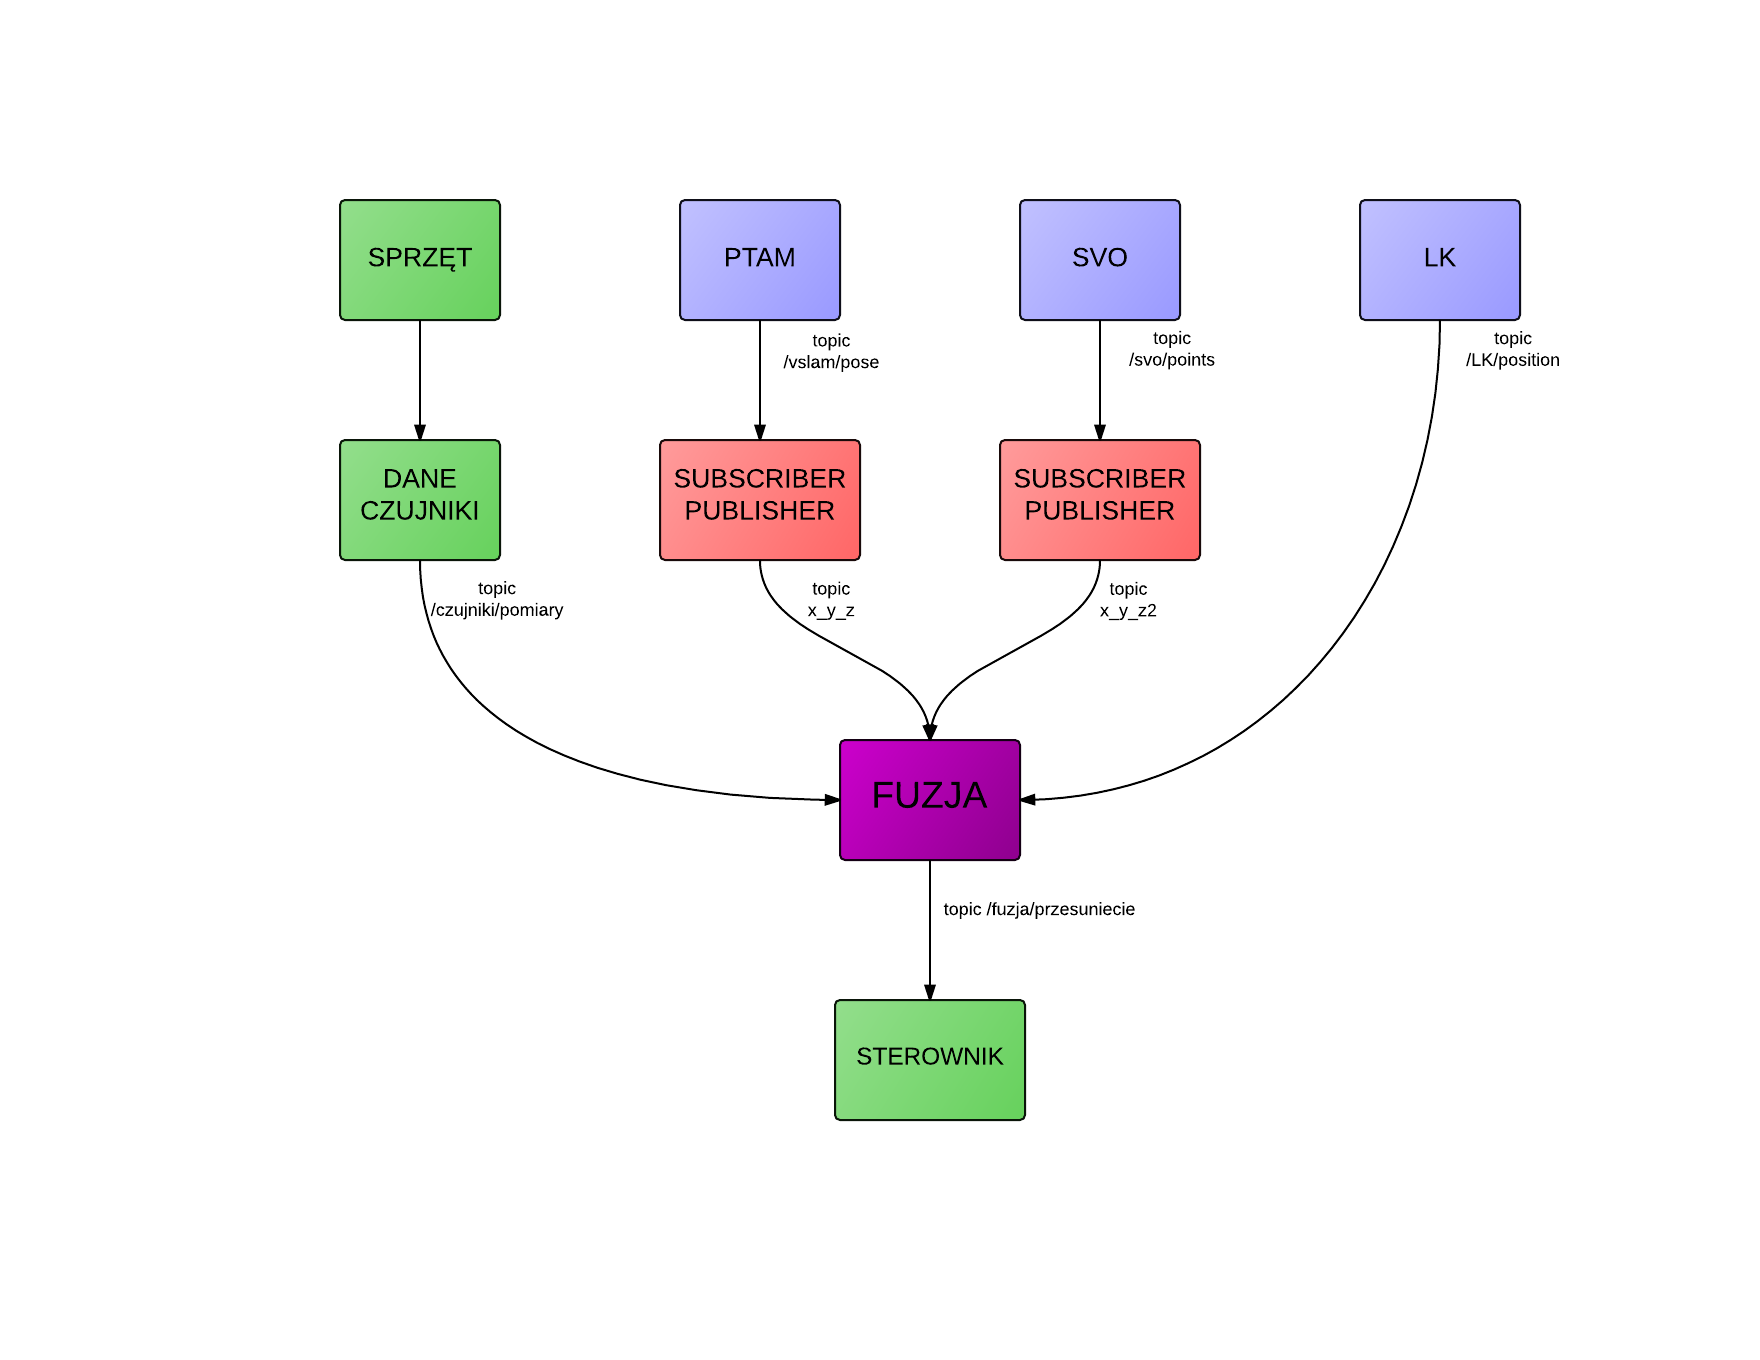 SPRZĘT
PTAM
SVO
LK
topic
/vslam/pose
topic
/svo/points
topic
/LK/position
DANE
CZUJNIKI
SUBSCRIBER
PUBLISHER
SUBSCRIBER
PUBLISHER
topic
/czujniki/pomiary
topic
x_y_z
topic
x_y_z2
FUZJA
topic /fuzja/przesuniecie
STEROWNIK